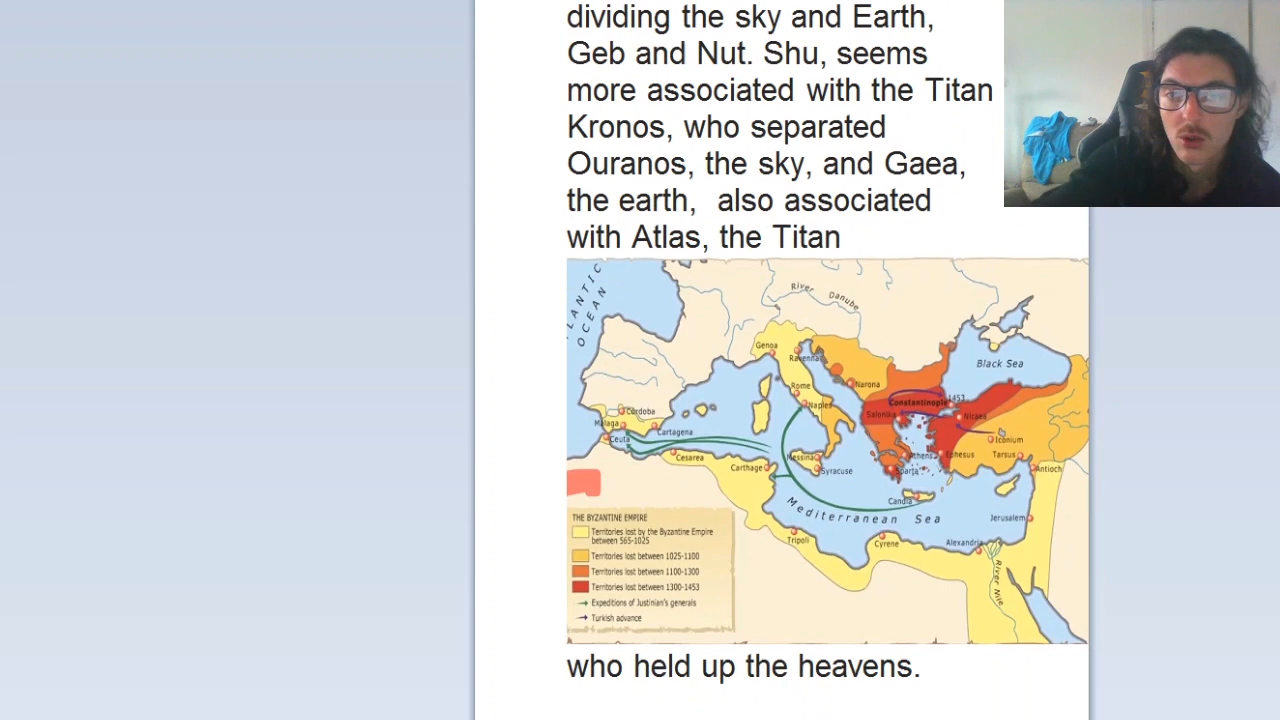 dividing the sky and Earth,
Geb and Nut. Shu, seems
more associated with the Titan
Kronos, who separated
Ouranos, the sky, and Gaea,
the earth,  also associated
with Atlas, the Titan
ATLANTIC
OCEAN
River Danube
Black Sea
Genoa
Ravenna
Narona
Rome
Naples
Constantinople
1453
Salonika
Nicaea
Cordoba
Malaga
Cartagena
Ceuta
Iconium
Cesarea
Carthage
Messina
Syracuse
Athens
Sparta
Ephesus
Tarsus
Antioch
Candia
Mediterranean Sea
Jerusalem
Tripoli
Cyrene
Alexandria
River Nile
THE BYZANTINE EMPIRE
Territories lost by the Byzantine Empire
between 565-1025
Territories lost between 1025-1100
Territories lost between 1100-1300
Territories lost between 1300-1453
Expeditions of Justinian's generals
Turkish advance
who held up the heavens.